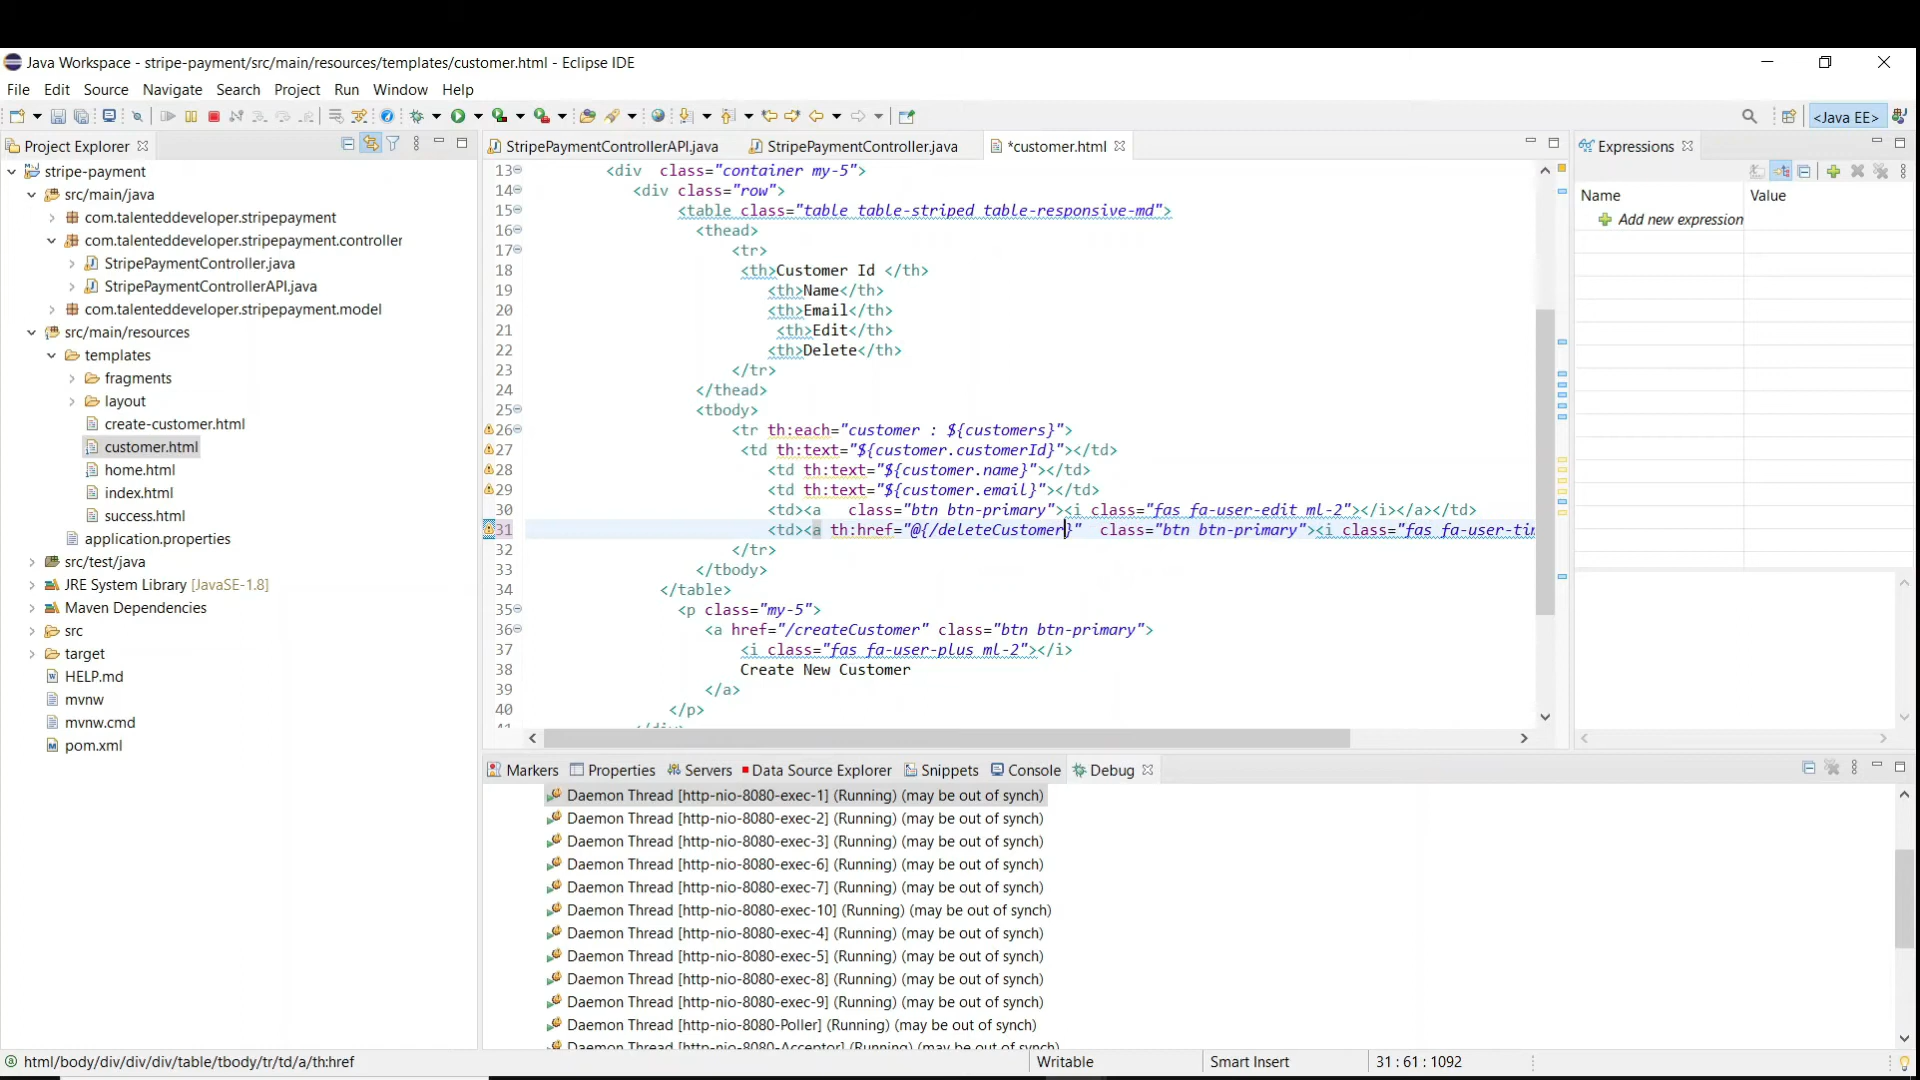 Java Workspace - stripe-payment/src/main/resources/templates/customer.html - Eclipse IDE
File Edit Source Navigate Search Project Run Window Help
<Java EE>
Project Explorer
stripe-payment
src/main/java
com.talenteddeveloper.stripepayment
com.talenteddeveloper.stripepayment.controller
StripePaymentController.java
StripePaymentControllerAPI.java
com.talenteddeveloper.stripepayment.model
src/main/resources
templates
fragments
layout
create-customer.html
customer.html
home.html
index.html
success.html
application.properties
src/test/java
JRE System Library [JavaSE-1.8]
Maven Dependencies
src
target
HELP.md
mvnw
mvnw.cmd
pom.xml
StripePaymentControllerAPI.java StripePaymentController.java *customer.html
13 <div class="container my-5">
14 <div class="row">
15 <table class="table table-striped table-responsive-md">
16 <thead>
17 <tr>
18 <th>Customer Id </th>
19 <th>Name</th>
20 <th>Email</th>
21 <th>Edit</th>
22 <th>Delete</th>
23 </tr>
24 </thead>
25 <tbody>
26 <tr th:each="customer : ${customers}">
27 <td th:text="${customer.customerId}"></td>
28 <td th:text="${customer.name}"></td>
29 <td th:text="${customer.email}"></td>
30 <td><a class="btn btn-primary"><i class="fas fa-user-edit ml-2"></i></a></td>
31 <td><a th:href="@{/deleteCustomer}" class="btn btn-primary"><i class="fas fa-user-tim
32 </tr>
33 </tbody>
34 </table>
35 <p class="my-5">
36 <a href="/createCustomer" class="btn btn-primary">
37 <i class="fas fa-user-plus ml-2"></i>
38 Create New Customer
39 </a>
40 </p>
Expressions
Name Value
Add new expression
Markers Properties Servers Data Source Explorer Snippets Console Debug
Daemon Thread [http-nio-8080-exec-1] (Running) (may be out of synch)
Daemon Thread [http-nio-8080-exec-2] (Running) (may be out of synch)
Daemon Thread [http-nio-8080-exec-3] (Running) (may be out of synch)
Daemon Thread [http-nio-8080-exec-6] (Running) (may be out of synch)
Daemon Thread [http-nio-8080-exec-7] (Running) (may be out of synch)
Daemon Thread [http-nio-8080-exec-10] (Running) (may be out of synch)
Daemon Thread [http-nio-8080-exec-4] (Running) (may be out of synch)
Daemon Thread [http-nio-8080-exec-5] (Running) (may be out of synch)
Daemon Thread [http-nio-8080-exec-8] (Running) (may be out of synch)
Daemon Thread [http-nio-8080-exec-9] (Running) (may be out of synch)
Daemon Thread [http-nio-8080-Poller] (Running) (may be out of synch)
Daemon Thread [http-nio-8080-Acceptor] (Running) (may be out of synch)
html/body/div/div/div/table/tbody/tr/td/a/th:href
Writable Smart Insert 31 : 61 : 1092